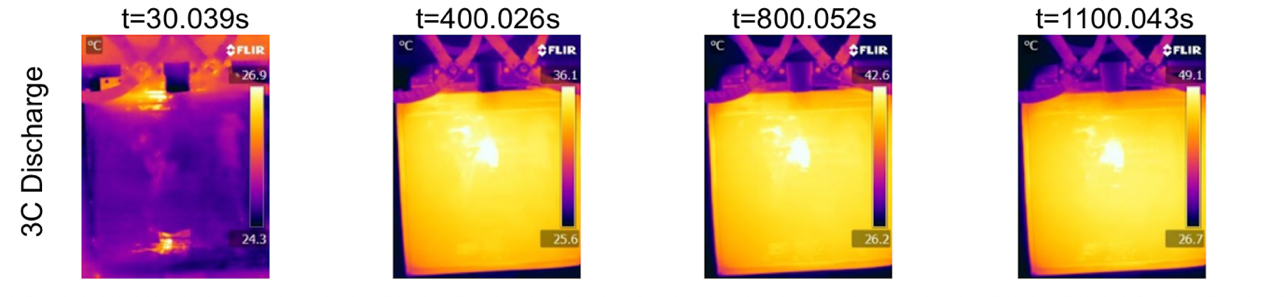 t=30.039s
t=400.026s
t=800.052s
t=1100.043s
3C Discharge
°C
FLIR
26.9
24.3
°C
FLIR
36.1
25.6
°C
FLIR
42.6
26.2
°C
FLIR
49.1
26.7